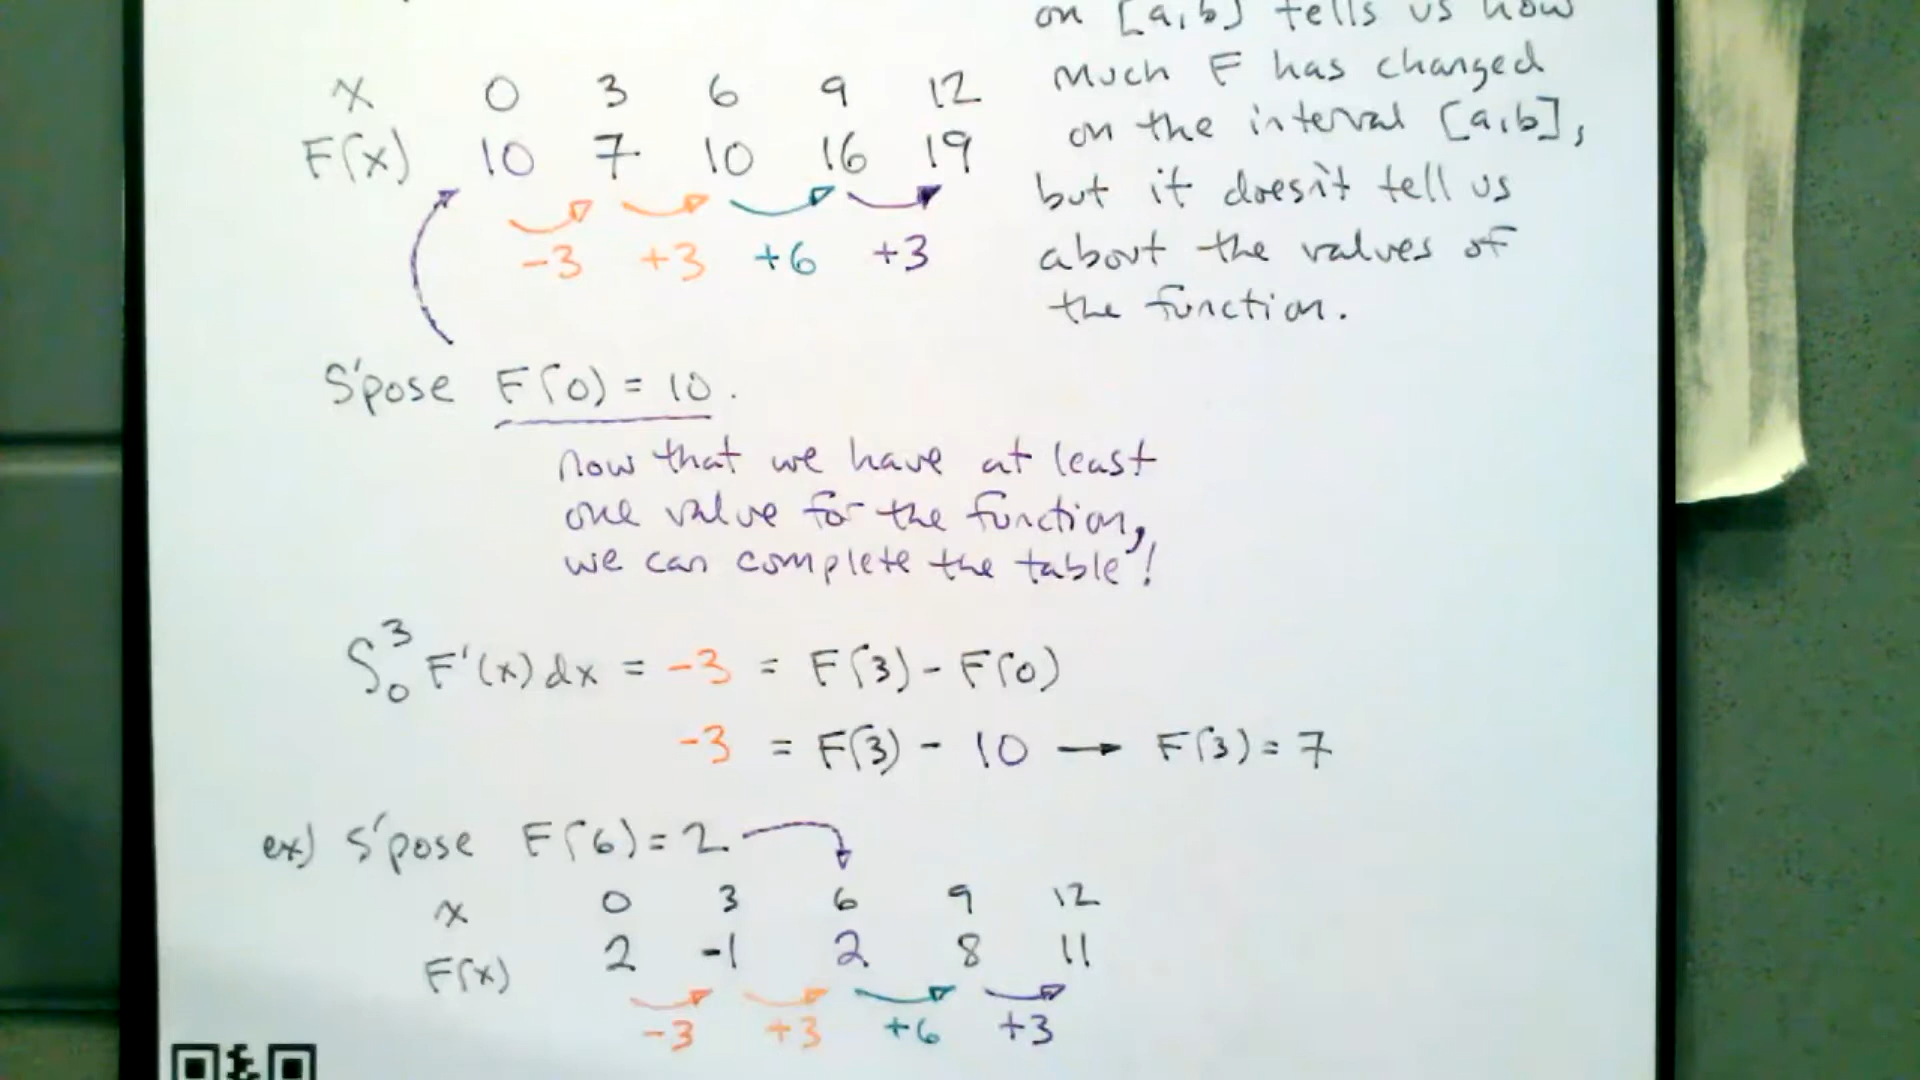 on [a,b] tells us how
much F has changed
on the interval [a,b],
but it doesn't tell us
about the values of
the function.
x 0 3 6 9 12
F(x) 10 7 10 16 19
-3 +3 +6 +3
S'pose F(0) = 10.
now that we have at least
one value for the function,
we can complete the table!
∫₀³ F'(x) dx = -3 = F(3) - F(0)
-3 = F(3) - 10 → F(3) = 7
ex) S'pose F(6) = 2.
x 0 3 6 9 12
F(x) 2 -1 2 8 11
-3 +3 +6 +3